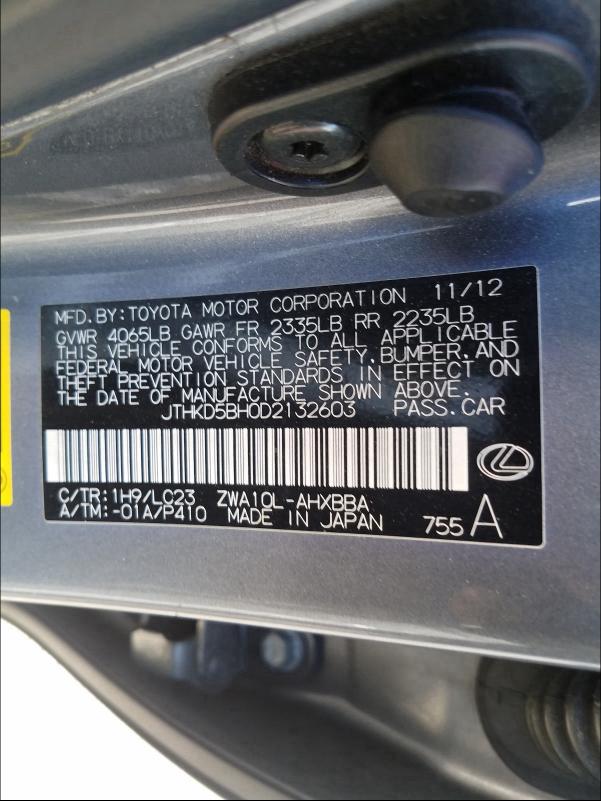 MFD.BY:TOYOTA MOTOR CORPORATION 11/12
GVWR 4065LB GAWR FR 2335LB RR 2235LB
THIS VEHICLE CONFORMS TO ALL APPLICABLE
FEDERAL MOTOR VEHICLE SAFETY,BUMPER,AND
THEFT PREVENTION STANDARDS IN EFFECT ON
THE DATE OF MANUFACTURE SHOWN ABOVE.
JTHKD5BH0D2132603 PASS.CAR
C/TR:1H9/LC23 ZWA10L-AHXBBA
A/TM:-01A/P410 MADE IN JAPAN 755 A